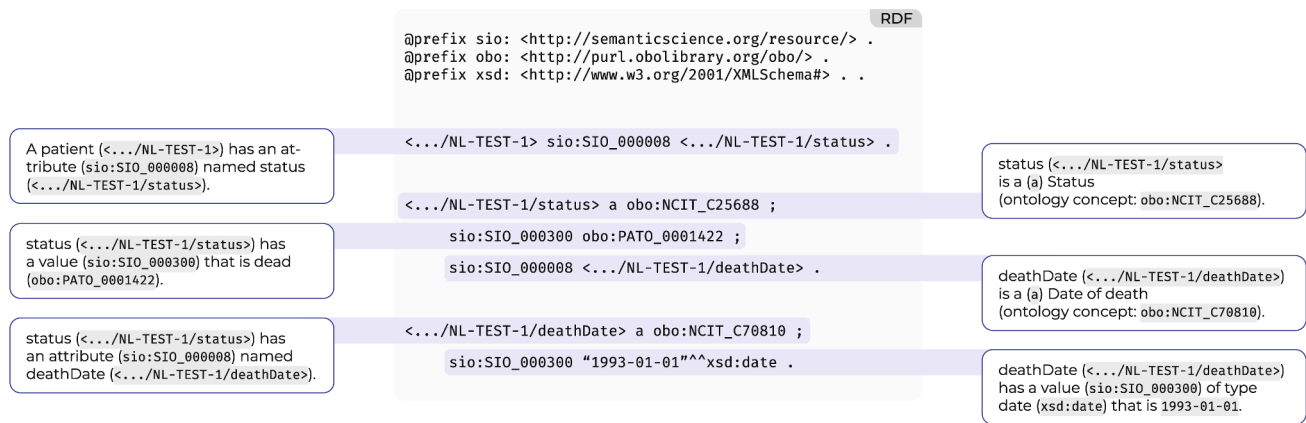 RDF
@prefix sio: <http://semanticscience.org/resource/> .
@prefix obo: <http://purl.obolibrary.org/obo/> .
@prefix xsd: <http://www.w3.org/2001/XMLSchema#> . .
A patient (<.../NL-TEST-1>) has an at-
tribute (sio:SIO_000008) named status
(<.../NL-TEST-1/status>).
<.../NL-TEST-1> sio:SIO_000008 <.../NL-TEST-1/status> .
status (<.../NL-TEST-1/status>
is a (a) Status
(ontology concept: obo:NCIT_C25688).
<.../NL-TEST-1/status> a obo:NCIT_C25688 ;
status (<.../NL-TEST-1/status>) has
a value (sio:SIO_000300) that is dead
(obo:PATO_0001422).
sio:SIO_000300 obo:PATO_0001422 ;
sio:SIO_000008 <.../NL-TEST-1/deathDate> .
deathDate (<.../NL-TEST-1/deathDate>)
is a (a) Date of death
(ontology concept: obo:NCIT_C70810).
status (<.../NL-TEST-1/status>) has
an attribute (sio:SIO_000008) named
deathDate (<.../NL-TEST-1/deathDate>).
<.../NL-TEST-1/deathDate> a obo:NCIT_C70810 ;
sio:SIO_000300 “1993-01-01”^^xsd:date .
deathDate (<.../NL-TEST-1/deathDate>)
has a value (sio:SIO_000300) of type
date (xsd:date) that is 1993-01-01.